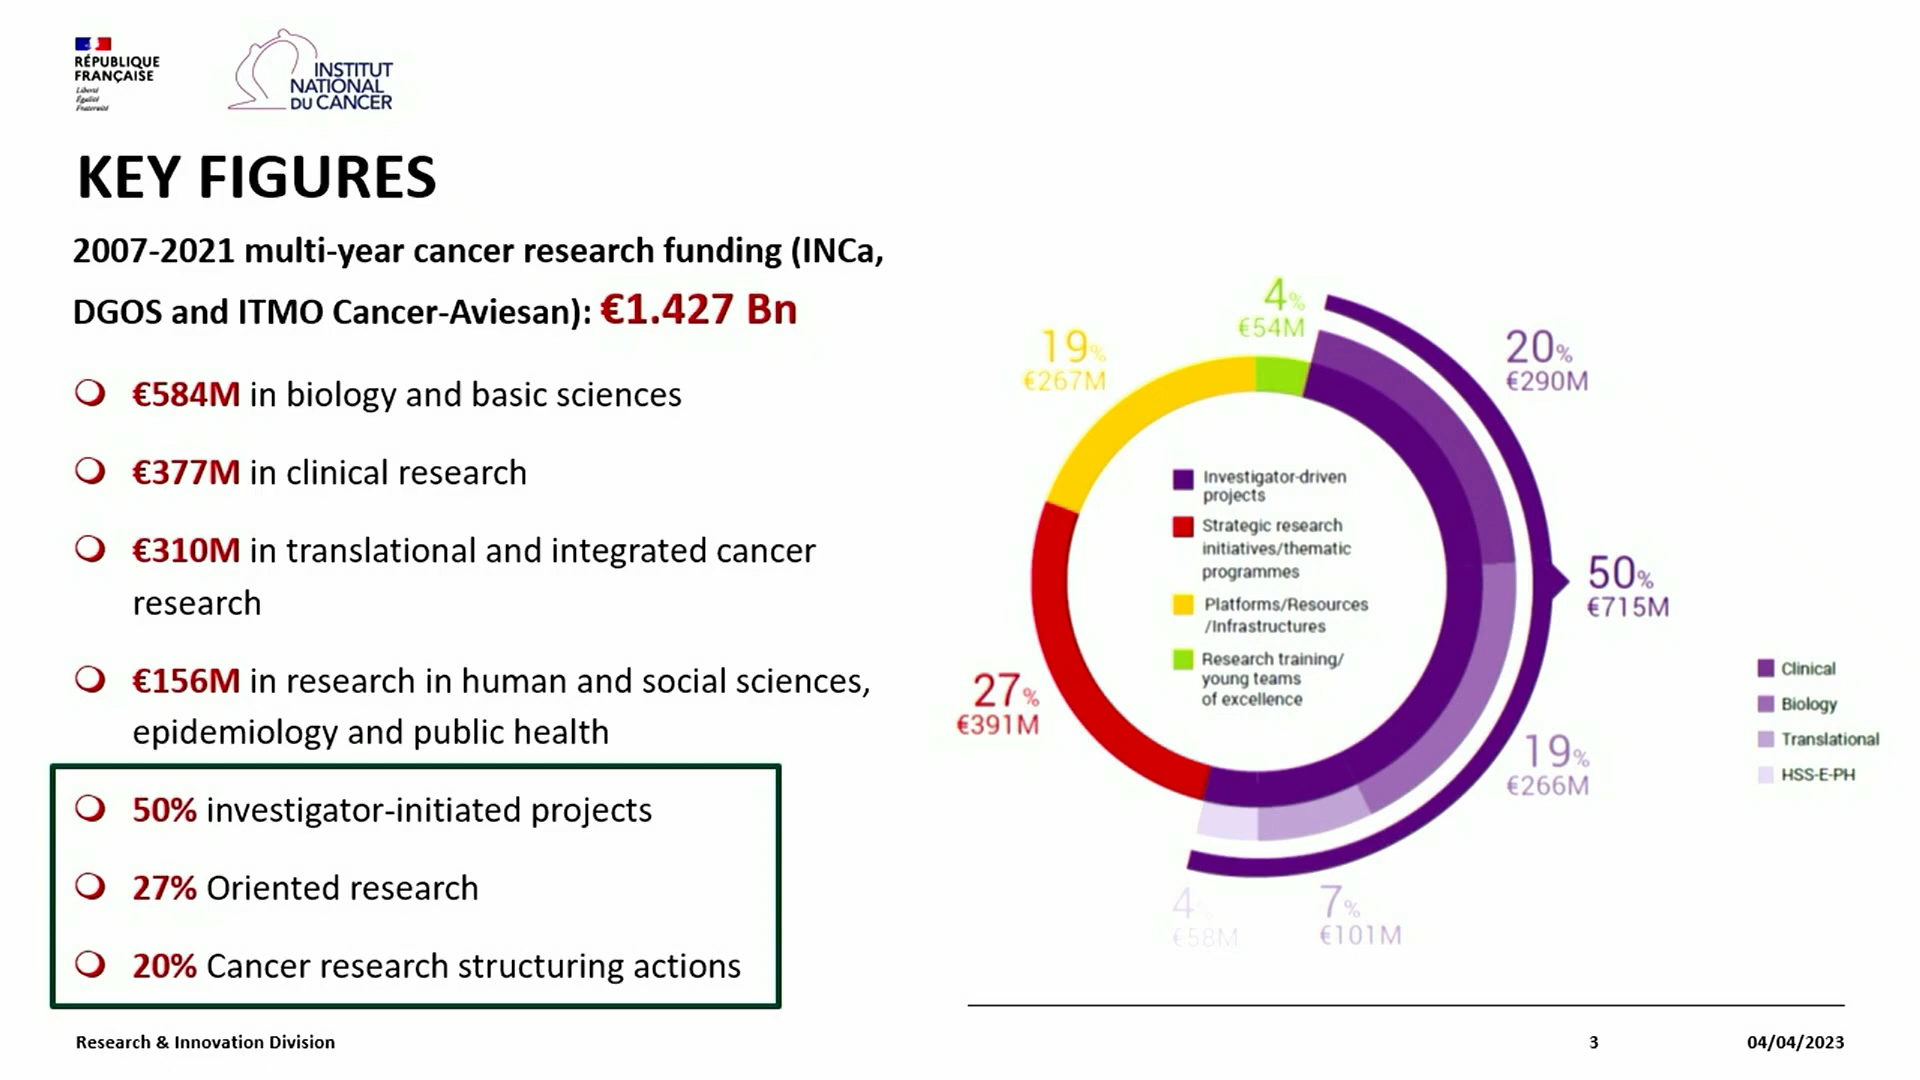 RÉPUBLIQUE
FRANÇAISE
Liberté
Égalité
Fraternité
INSTITUT
NATIONAL
DU CANCER
KEY FIGURES
2007-2021 multi-year cancer research funding (INCa,
DGOS and ITMO Cancer-Aviesan): €1.427 Bn
€584M in biology and basic sciences
€377M in clinical research
€310M in translational and integrated cancer
research
€156M in research in human and social sciences,
epidemiology and public health
50% investigator-initiated projects
27% Oriented research
20% Cancer research structuring actions
4%
€54M
19%
€267M
20%
€290M
Investigator-driven
projects
Strategic research
initiatives/thematic
programmes
Platforms/Resources
/Infrastructures
Research training/
young teams
of excellence
50%
€715M
27%
€391M
19%
€266M
4
€58M
7%
€101M
Clinical
Biology
Translational
HSS-E-PH
Research & Innovation Division
3
04/04/2023